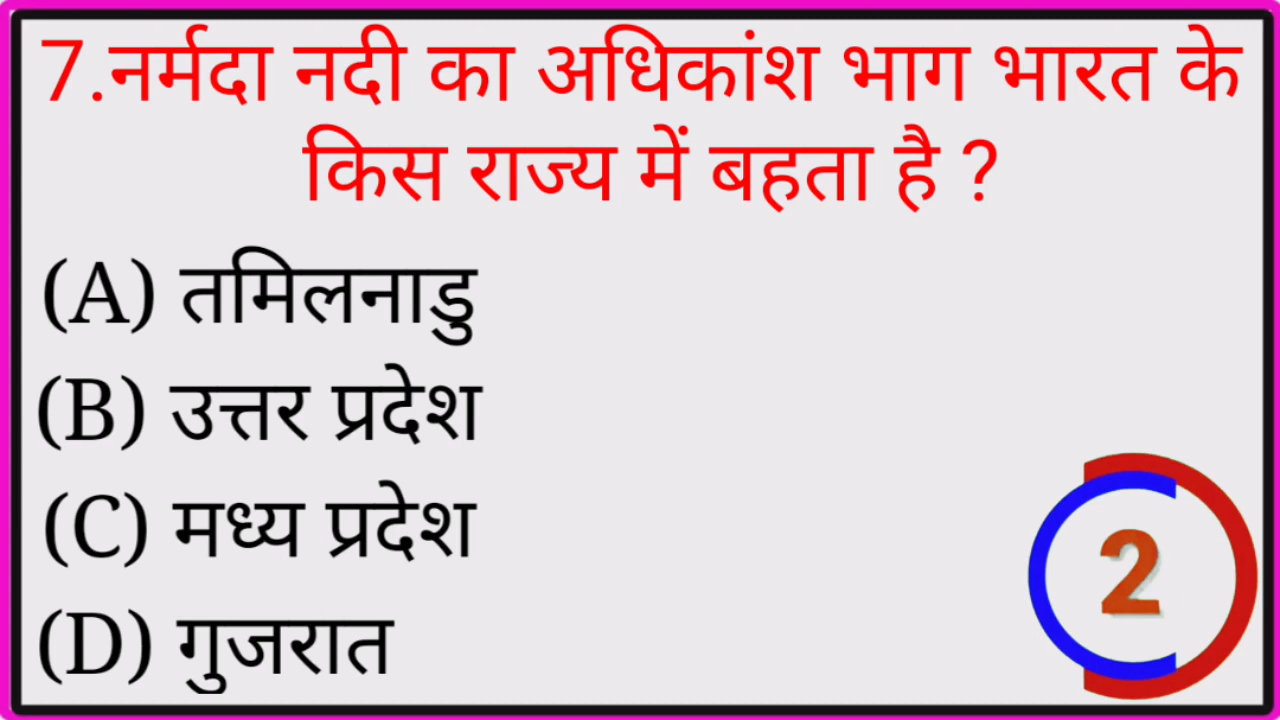 7.नर्मदा नदी का अधिकांश भाग भारत के
किस राज्य में बहता है ?
(A) तमिलनाडु
(B) उत्तर प्रदेश
(C) मध्य प्रदेश
(D) गुजरात
2